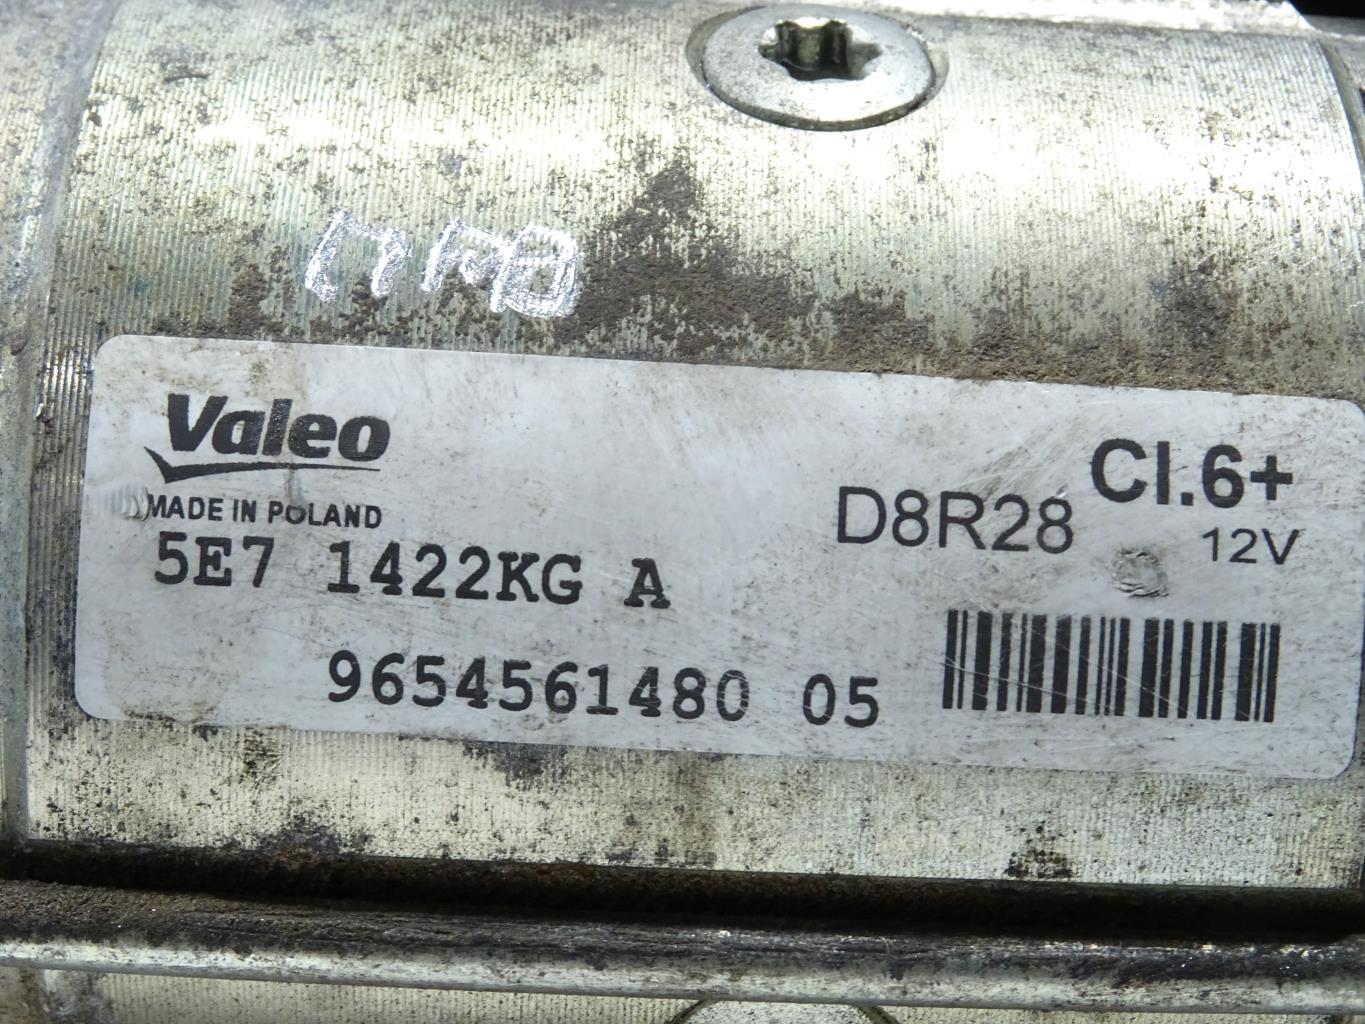 Valeo
MADE IN POLAND
5E7 1422KG A
D8R28
Cl.6+
12V
9654561480 05